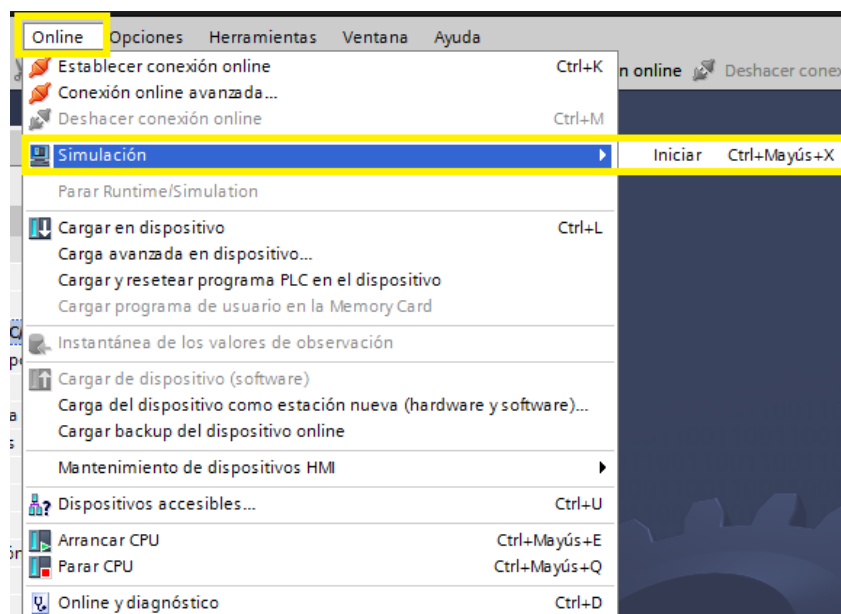 Online Opciones Herramientas Ventana Ayuda
Establecer conexión online Ctrl+K
n online Deshacer conex
Conexión online avanzada...
Deshacer conexión online Ctrl+M
Simulación Iniciar Ctrl+Mayús+X
Parar Runtime/Simulation
Cargar en dispositivo Ctrl+L
Carga avanzada en dispositivo...
Cargar y resetear programa PLC en el dispositivo
Cargar programa de usuario en la Memory Card
Instantánea de los valores de observación
Cargar de dispositivo (software)
Carga del dispositivo como estación nueva (hardware y software)...
Cargar backup del dispositivo online
Mantenimiento de dispositivos HMI
Dispositivos accesibles... Ctrl+U
Arrancar CPU Ctrl+Mayús+E
Parar CPU Ctrl+Mayús+Q
Online y diagnóstico Ctrl+D